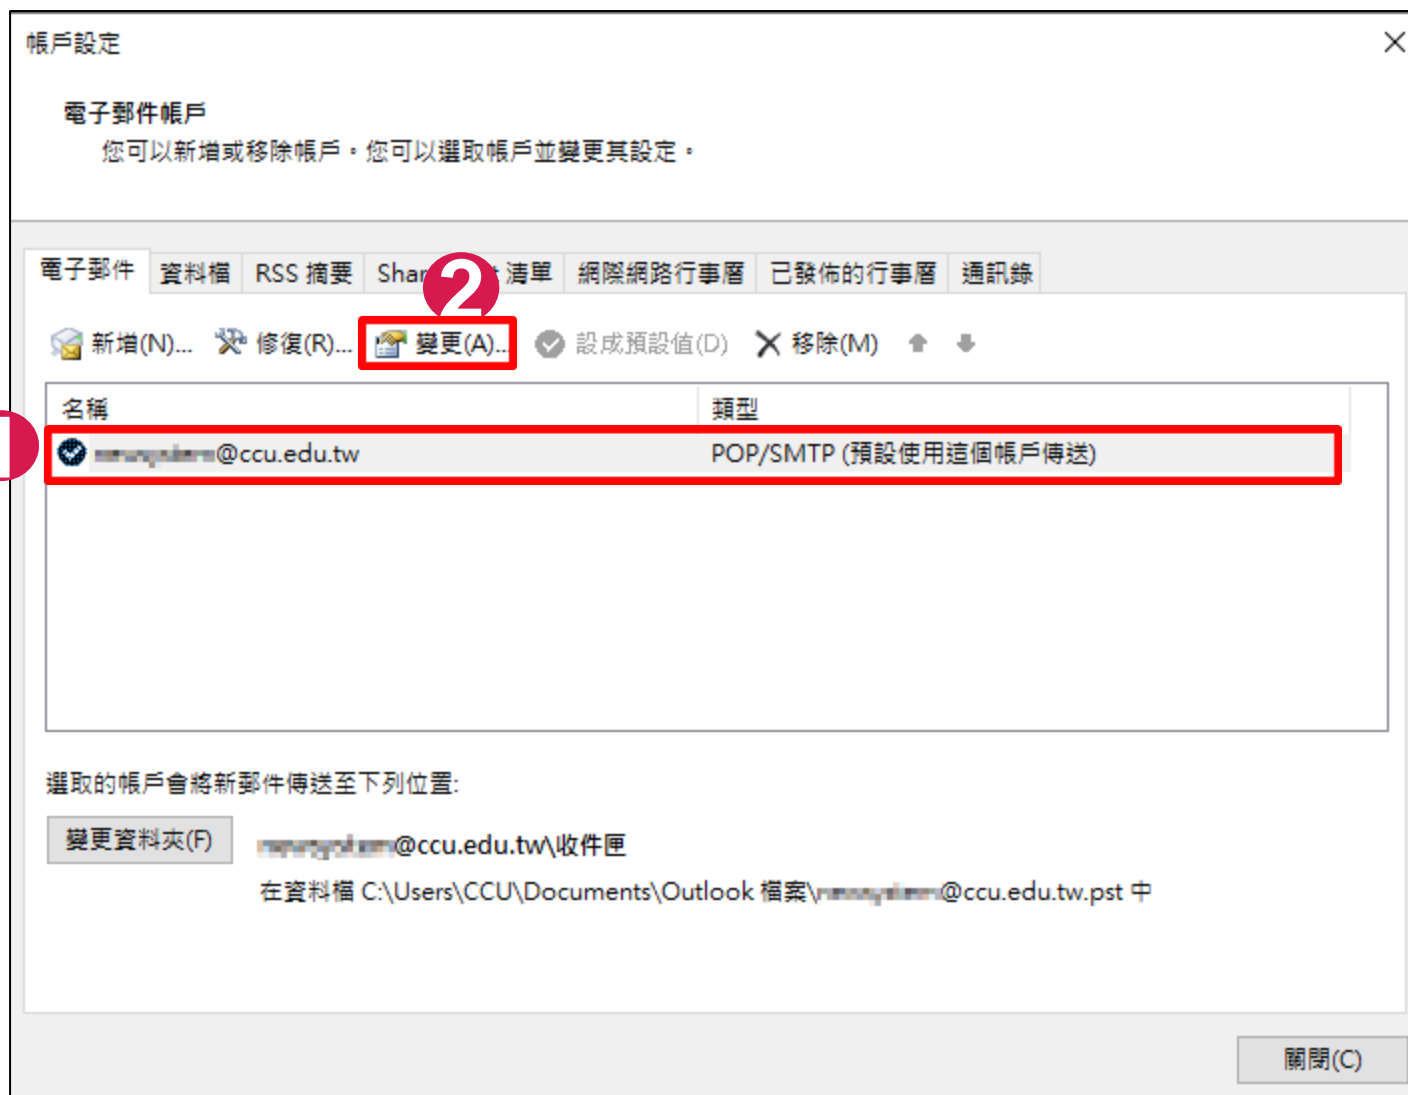 帳戶設定
電子郵件帳戶
您可以新增或移除帳戶。您可以選取帳戶並變更其設定。
電子郵件 資料檔 RSS 摘要 Shar 清單 網際網路行事曆 已發佈的行事曆 通訊錄
2
新增(N)... 修復(R)... 變更(A)... 設成預設值(D) 移除(M)
名稱 類型
@ccu.edu.tw POP/SMTP (預設使用這個帳戶傳送)
選取的帳戶會將新郵件傳送至下列位置:
變更資料夾(F) @ccu.edu.tw\收件匣
在資料檔 C:\Users\CCU\Documents\Outlook 檔案\ @ccu.edu.tw.pst 中
關閉(C)